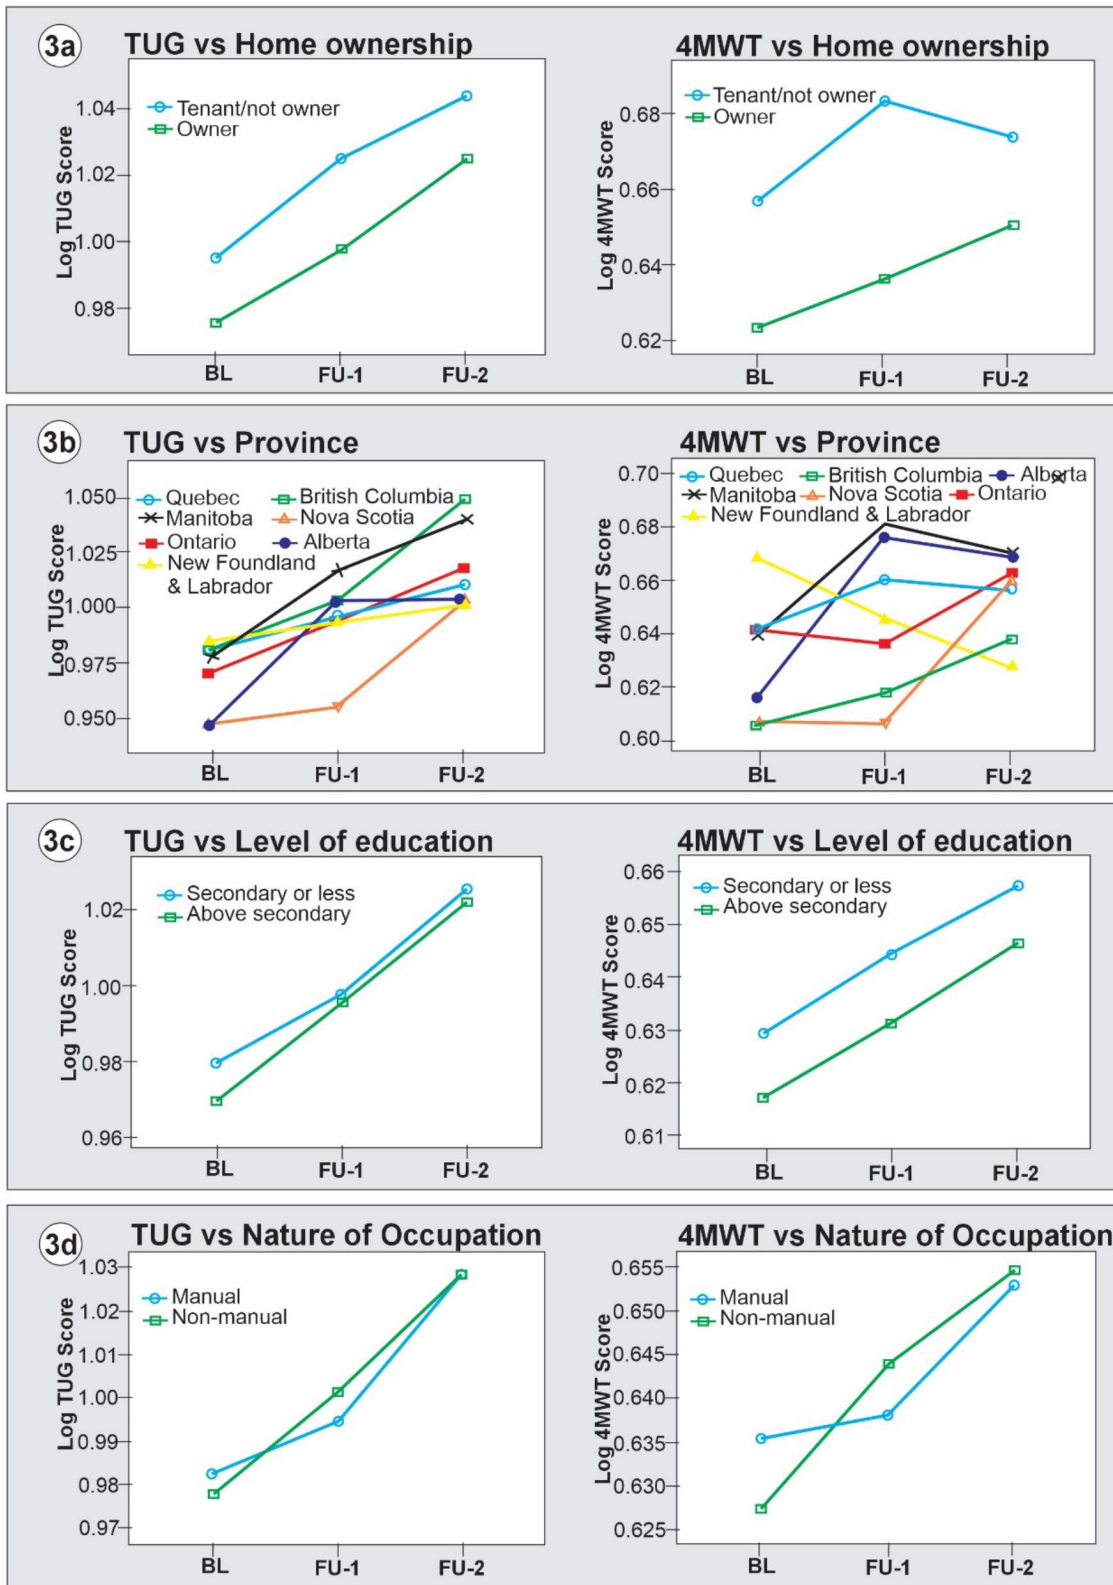 3a
TUG vs Home ownership
Log TUG Score
1.04
1.02
1.00
0.98
Tenant/not owner
Owner
BL FU-1 FU-2
4MWT vs Home ownership
Log 4MWT Score
0.68
0.66
0.64
0.62
Tenant/not owner
Owner
BL FU-1 FU-2
3b
TUG vs Province
Log TUG Score
1.050
1.025
1.000
0.975
0.950
Quebec British Columbia
Manitoba Nova Scotia
Ontario Alberta
New Foundland
& Labrador
BL FU-1 FU-2
4MWT vs Province
Log 4MWT Score
0.70
0.68
0.66
0.64
0.62
0.60
Quebec British Columbia Alberta
Manitoba Nova Scotia Ontario
New Foundland & Labrador
BL FU-1 FU-2
3c
TUG vs Level of education
Log TUG Score
1.02
1.00
0.98
0.96
Secondary or less
Above secondary
BL FU-1 FU-2
4MWT vs Level of education
Log 4MWT Score
0.66
0.65
0.64
0.63
0.62
0.61
Secondary or less
Above secondary
BL FU-1 FU-2
3d
TUG vs Nature of Occupation
Log TUG Score
1.03
1.02
1.01
1.00
0.99
0.98
0.97
Manual
Non-manual
BL FU-1 FU-2
4MWT vs Nature of Occupation
Log 4MWT Score
0.655
0.650
0.645
0.640
0.635
0.630
0.625
Manual
Non-manual
BL FU-1 FU-2